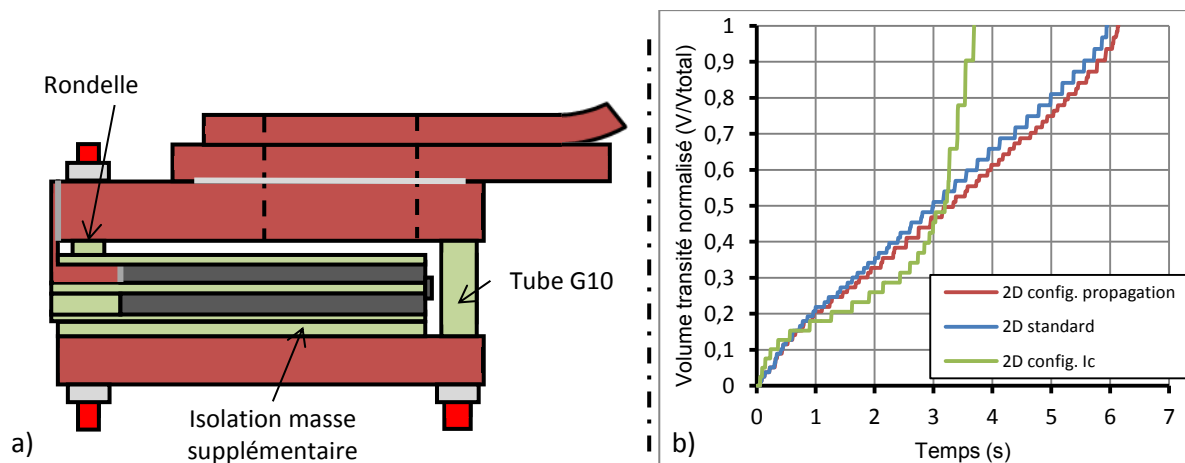 Rondelle
Tube G10
Isolation masse
supplémentaire
a)
Volume transité normalisé (V/Vtotal)
1
0,9
0,8
0,7
0,6
0,5
0,4
0,3
0,2
0,1
0
2D config. propagation
2D standard
2D config. Ic
0 1 2 3 4 5 6 7
Temps (s)
b)